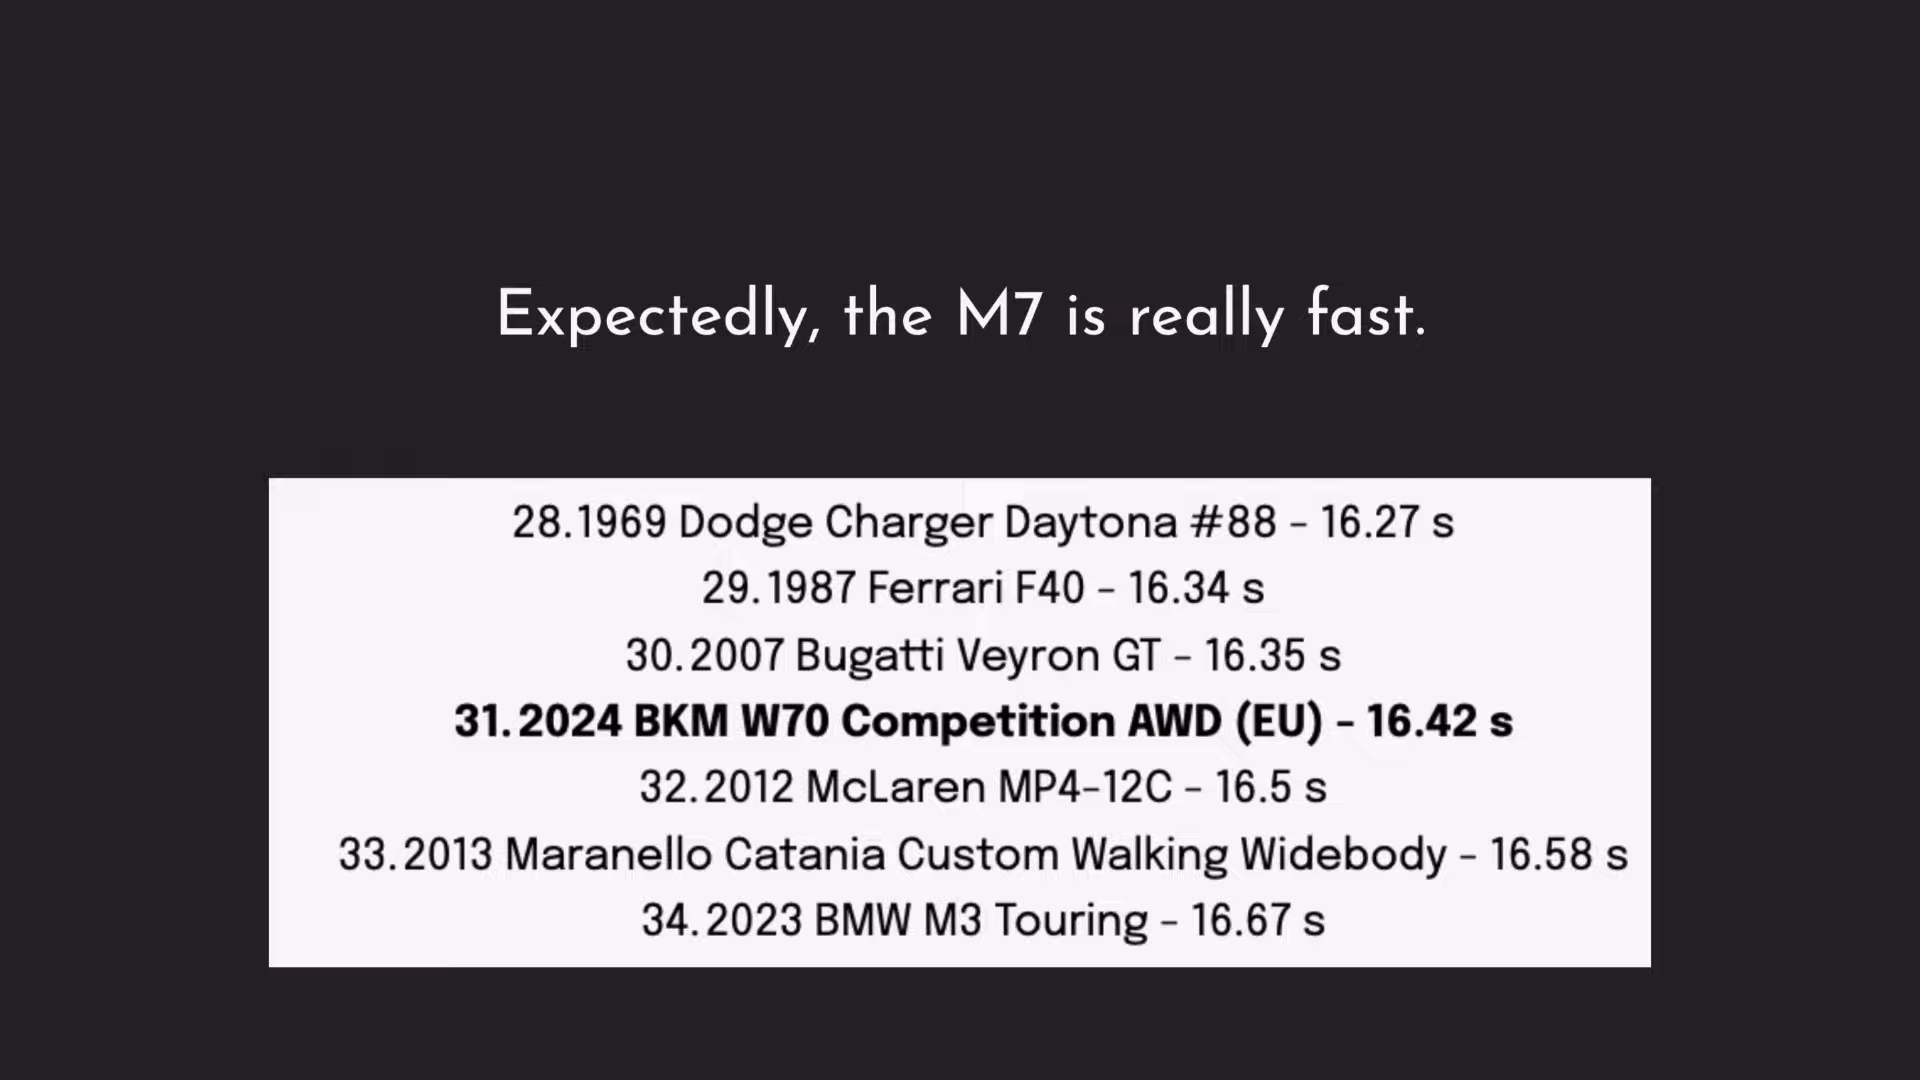 Expectedly, the M7 is really fast.
28.1969 Dodge Charger Daytona #88 - 16.27 s
29.1987 Ferrari F40 - 16.34 s
30.2007 Bugatti Veyron GT - 16.35 s
31.2024 BKM W70 Competition AWD (EU) - 16.42 s
32.2012 McLaren MP4-12C - 16.5 s
33.2013 Maranello Catania Custom Walking Widebody - 16.58 s
34.2023 BMW M3 Touring - 16.67 s